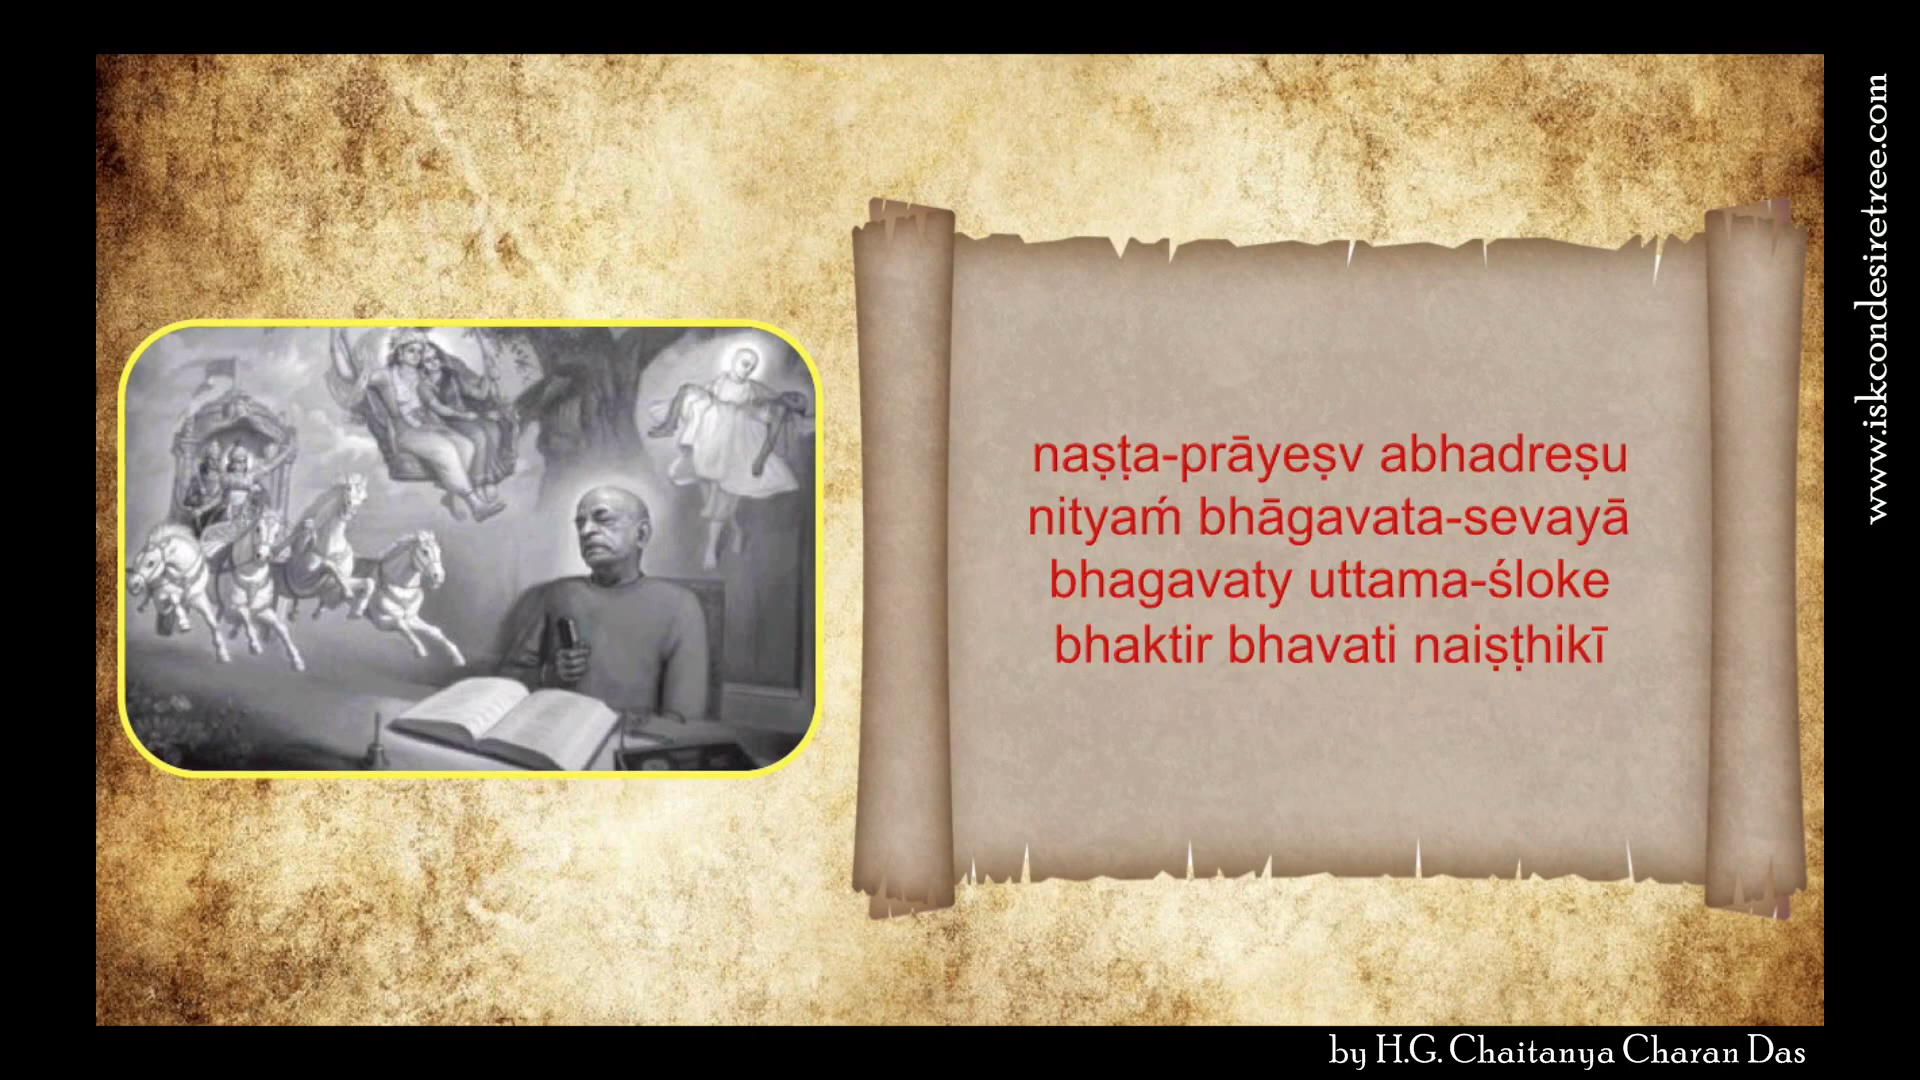 naṣṭa-prāyeṣv abhadreṣu
nityaḿ bhāgavata-sevayā
bhagavaty uttama-śloke
bhaktir bhavati naiṣṭhikī
www.iskcondesiretree.com
by H.G. Chaitanya Charan Das